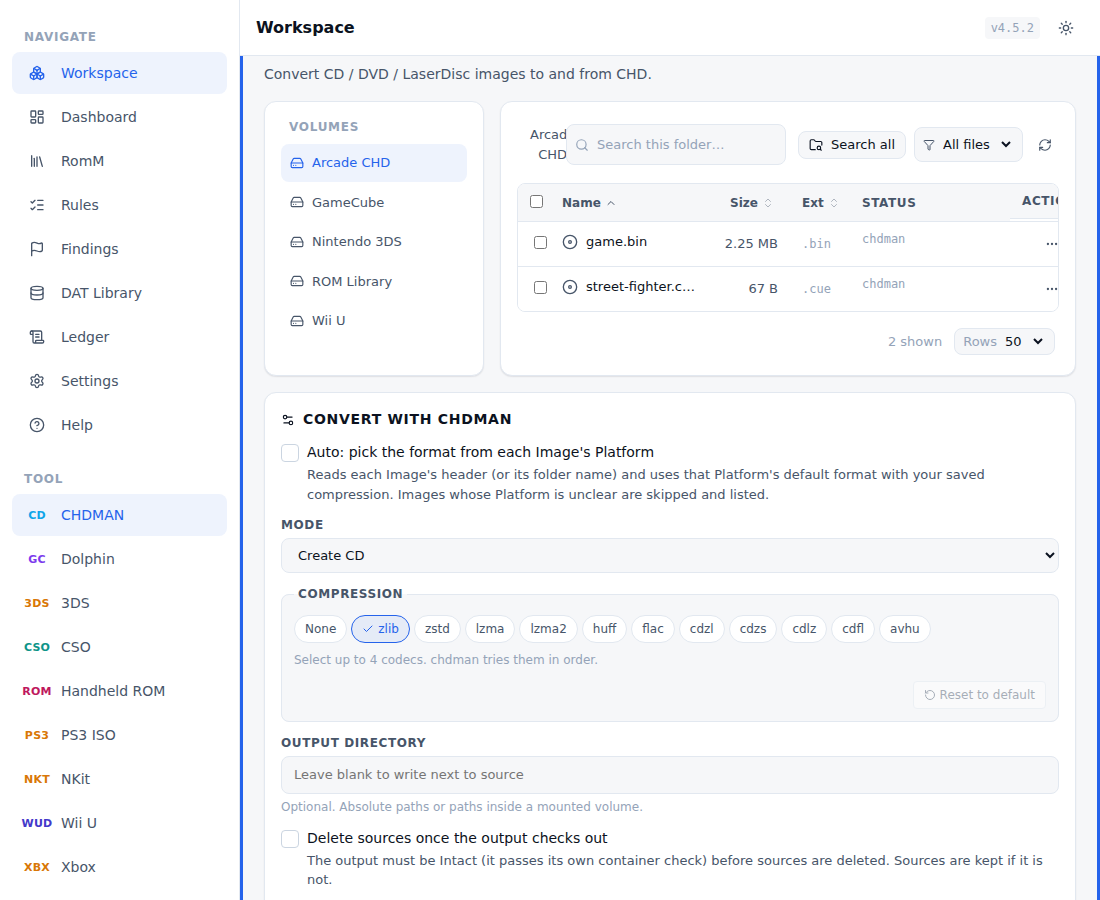 NAVIGATE
Workspace
Dashboard
RomM
Rules
Findings
DAT Library
Ledger
Settings
Help
TOOL
CD CHDMAN
GC Dolphin
3DS 3DS
CSO CSO
ROM Handheld ROM
PS3 PS3 ISO
NKT NKit
WUD Wii U
XBX Xbox
Workspace
v4.5.2
Convert CD / DVD / LaserDisc images to and from CHD.
VOLUMES
Arcade CHD
GameCube
Nintendo 3DS
ROM Library
Wii U
Arcad
CHD
Search this folder...
Search all
All files
Name Size Ext STATUS ACTIO
game.bin 2.25 MB .bin chdman ...
street-fighter.c... 67 B .cue chdman ...
2 shown Rows 50
CONVERT WITH CHDMAN
Auto: pick the format from each Image's Platform
Reads each Image's header (or its folder name) and uses that Platform's default format with your saved
compression. Images whose Platform is unclear are skipped and listed.
MODE
Create CD
COMPRESSION
None zlib zstd lzma lzma2 huff flac cdzl cdzs cdlz cdfl avhu
Select up to 4 codecs. chdman tries them in order.
Reset to default
OUTPUT DIRECTORY
Leave blank to write next to source
Optional. Absolute paths or paths inside a mounted volume.
Delete sources once the output checks out
The output must be Intact (it passes its own container check) before sources are deleted. Sources are kept if it is
not.